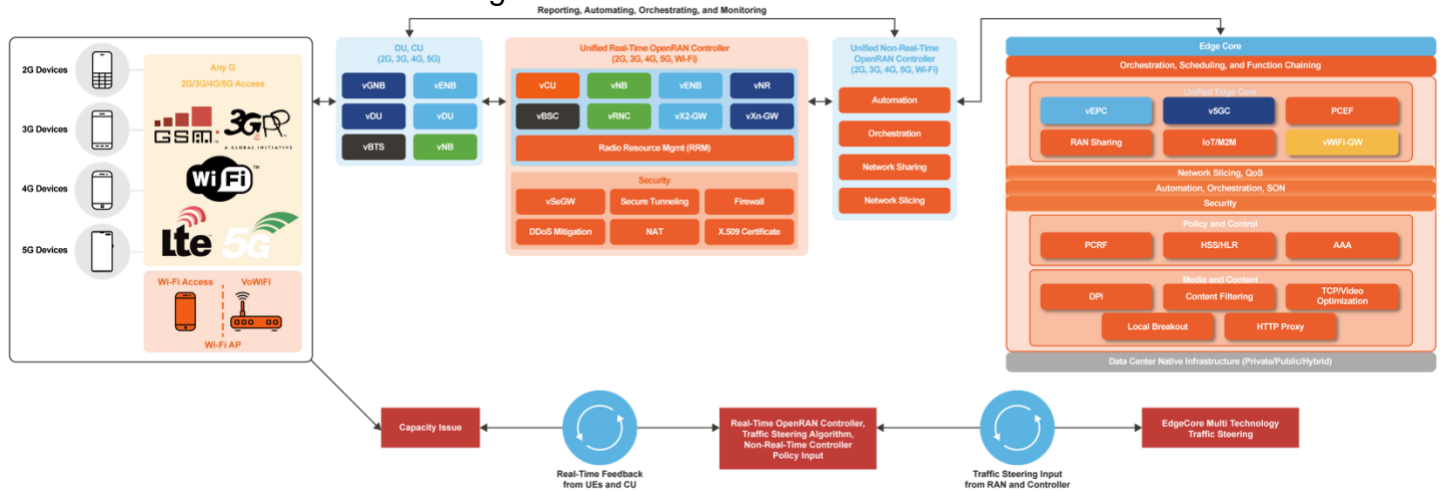 Reporting, Automating, Orchestrating, and Monitoring
2G Devices
3G Devices
4G Devices
5G Devices
Any G
2G/3G/4G/5G Access
GSM
3GPP
A GLOBAL INITIATIVE
Wi Fi
TM
Lte
5G
Wi-Fi Access
VoWiFi
Wi-Fi AP
DU, CU
(2G, 3G, 4G, 5G)
vGNB
vENB
vDU
vDU
vBTS
vNB
Unified Real-Time OpenRAN Controller
(2G, 3G, 4G, 5G, Wi-Fi)
vCU
vNB
vENB
vNR
vBSC
vRNC
vX2-GW
vXn-GW
Radio Resource Mgmt (RRM)
Security
vSeGW
Secure Tunneling
Firewall
DDoS Mitigation
NAT
X.509 Certificate
Unified Non-Real-Time
OpenRAN Controller
(2G, 3G, 4G, 5G, Wi-Fi)
Automation
Orchestration
Network Sharing
Network Slicing
Edge Core
Orchestration, Scheduling, and Function Chaining
Unified Edge Core
vEPC
v5GC
PCEF
RAN Sharing
IoT/M2M
vWiFi-GW
Network Slicing, QoS
Automation, Orchestration, SON
Security
Policy and Control
PCRF
HSS/HLR
AAA
Media and Content
DPI
Content Filtering
TCP/Video
Optimization
Local Breakout
HTTP Proxy
Data Center Native Infrastructure (Private/Public/Hybrid)
Capacity Issue
Real-Time Feedback
from UEs and CU
Real-Time OpenRAN Controller,
Traffic Steering Algorithm,
Non-Real-Time Controller
Policy Input
Traffic Steering Input
from RAN and Controller
EdgeCore Multi Technology
Traffic Steering